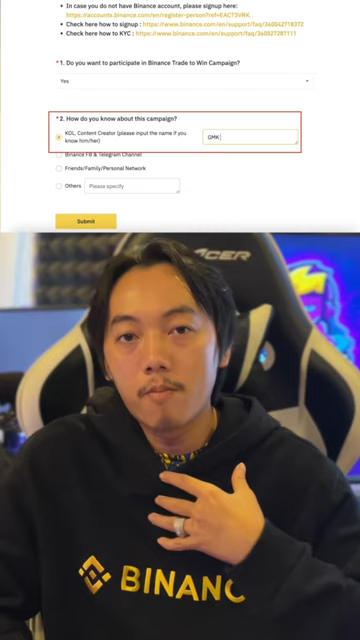 In case you do not have Binance account, please signup here:
https://accounts.binance.com/en/register-person?ref=EAC73VRK
• Check here how to signup : https://www.binance.com/en/support/faq/360042718372
• Check here how to KYC : https://www.binance.com/en/support/faq/360027287111
*1. Do you want to participate in Binance Trade to Win Campaign?
Yes
*2. How do you know about this campaign?
KOL, Content Creator (please input the name if you
know him/her)
GMK
Binance FB & Telegram Channel
Friends/Family/Personal Network
Others
Please specify
Submit
ACER
BINANC